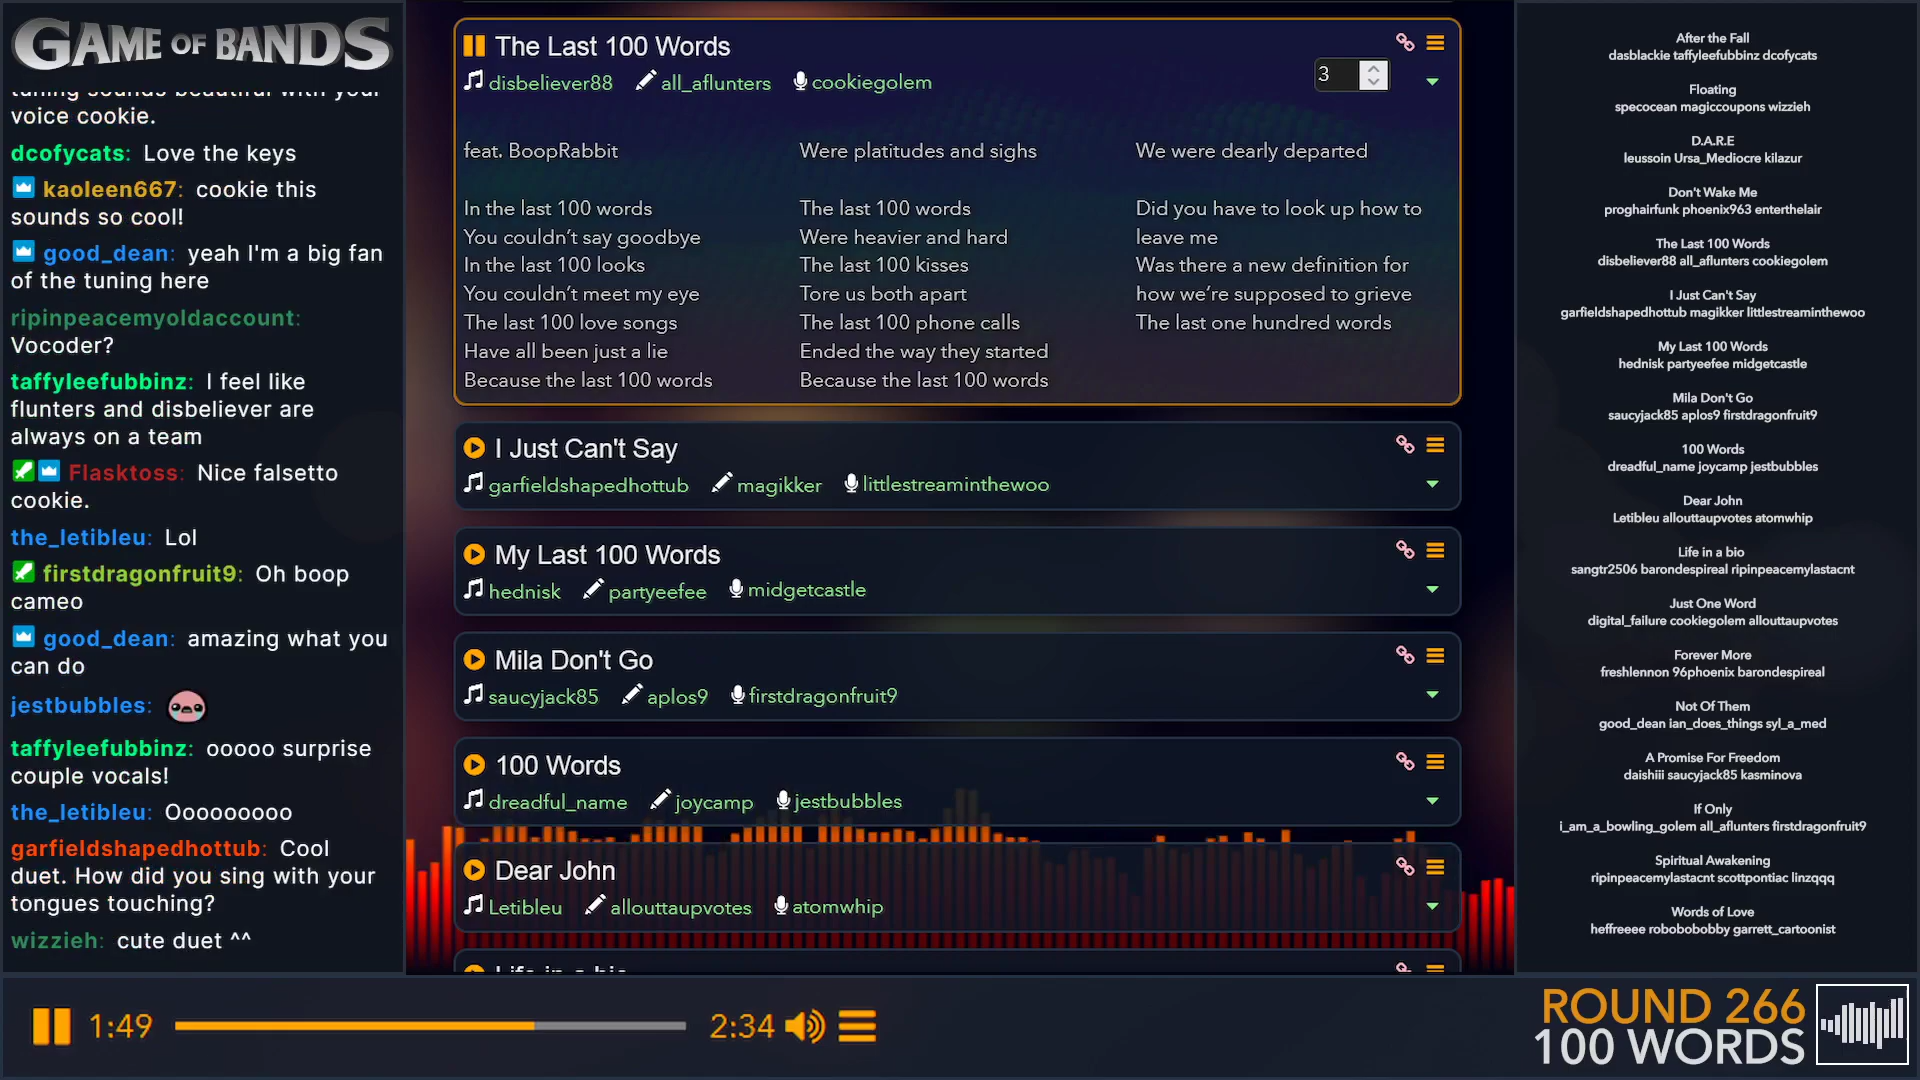 GAME OF BANDS
tuning sounds beautiful with your
voice cookie.
dcofycats: Love the keys
kaoleen667: cookie this
sounds so cool!
good_dean: yeah I'm a big fan
of the tuning here
ripinpeacemyoldaccount:
Vocoder?
taffyleefubbinz: I feel like
flunters and disbeliever are
always on a team
Flasktoss: Nice falsetto
cookie.
the_letibleu: Lol
firstdragonfruit9: Oh boop
cameo
good_dean: amazing what you
can do
jestbubbles:
taffyleefubbinz: ooooo surprise
couple vocals!
the_letibleu: Ooooooooo
garfieldshapedhottub: Cool
duet. How did you sing with your
tongues touching?
wizzieh: cute duet ^^
The Last 100 Words
disbeliever88 all_aflunters cookiegolem
3
feat. BoopRabbit
In the last 100 words
You couldn't say goodbye
In the last 100 looks
You couldn't meet my eye
The last 100 love songs
Have all been just a lie
Because the last 100 words
Were platitudes and sighs
The last 100 words
Were heavier and hard
The last 100 kisses
Tore us both apart
The last 100 phone calls
Ended the way they started
Because the last 100 words
We were dearly departed
Did you have to look up how to
leave me
Was there a new definition for
how we're supposed to grieve
The last one hundred words
I Just Can't Say
garfieldshapedhottub magikker littlestreaminthewoo
My Last 100 Words
hednisk partyeefee midgetcastle
Mila Don't Go
saucyjack85 aplos9 firstdragonfruit9
100 Words
dreadful_name joycamp jestbubbles
Dear John
Letibleu allouttaupvotes atomwhip
Life in a bio
After the Fall
dasblackie taffyleefubbinz dcofycats
Floating
specocean magiccoupons wizzieh
D.A.R.E
leussoin Ursa_Mediocre kilazur
Don't Wake Me
proghairfunk phoenix963 enterthelair
The Last 100 Words
disbeliever88 all_aflunters cookiegolem
I Just Can't Say
garfieldshapedhottub magikker littlestreaminthewoo
My Last 100 Words
hednisk partyeefee midgetcastle
Mila Don't Go
saucyjack85 aplos9 firstdragonfruit9
100 Words
dreadful_name joycamp jestbubbles
Dear John
Letibleu allouttaupvotes atomwhip
Life in a bio
sangtr2506 barondespireal ripinpeacemylastacnt
Just One Word
digital_failure cookiegolem allouttaupvotes
Forever More
freshlennon 96phoenix barondespireal
Not Of Them
good_dean ian_does_things syl_a_med
A Promise For Freedom
daishiii saucyjack85 kasminova
If Only
i_am_a_bowling_golem all_aflunters firstdragonfruit9
Spiritual Awakening
ripinpeacemylastacnt scottpontiac linzqqq
Words of Love
heffreeee robobobobby garrett_cartoonist
1:49
2:34
ROUND 266
100 WORDS